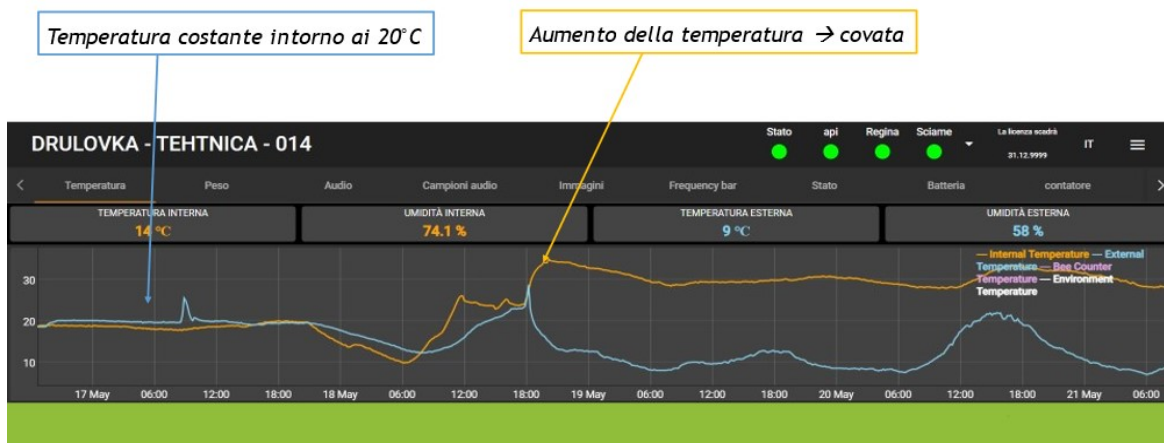 Temperatura costante intorno ai 20°C
Aumento della temperatura → covata
DRULOVKA - TEHTNICA - 014
Stato
api
Regina
Sciame
La licenza scadrà
31.12.9999
IT
Temperatura
Peso
Audio
Campioni audio
Immagini
Frequency bar
Stato
Batteria
contatore
TEMPERATURA INTERNA
14 °C
UMIDITÀ INTERNA
74.1 %
TEMPERATURA ESTERNA
9 °C
UMIDITÀ ESTERNA
58 %
— Internal Temperature — External
Temperature — Bee Counter
Temperature — Environment
Temperature
30
20
10
17 May 06:00 12:00 18:00 18 May 06:00 12:00 18:00 19 May 06:00 12:00 18:00 20 May 06:00 12:00 18:00 21 May 06:00